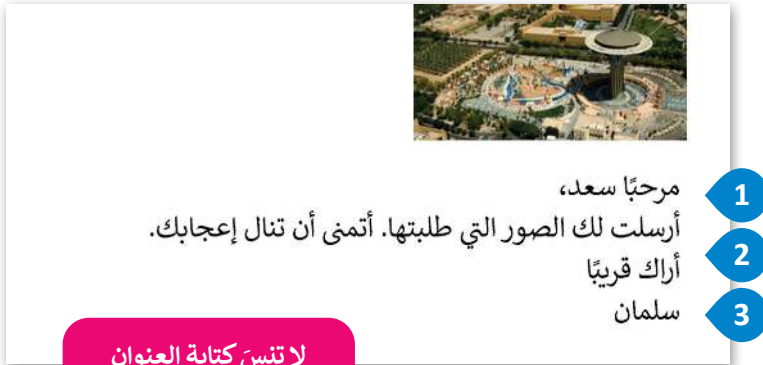 مرحبًا سعد،
1
أرسلت لك الصور التي طلبتها. أتمنى أن تنال إعجابك.
2
أراك قريبًا
سلمان
3
لا تنسَ كتابة العنوان